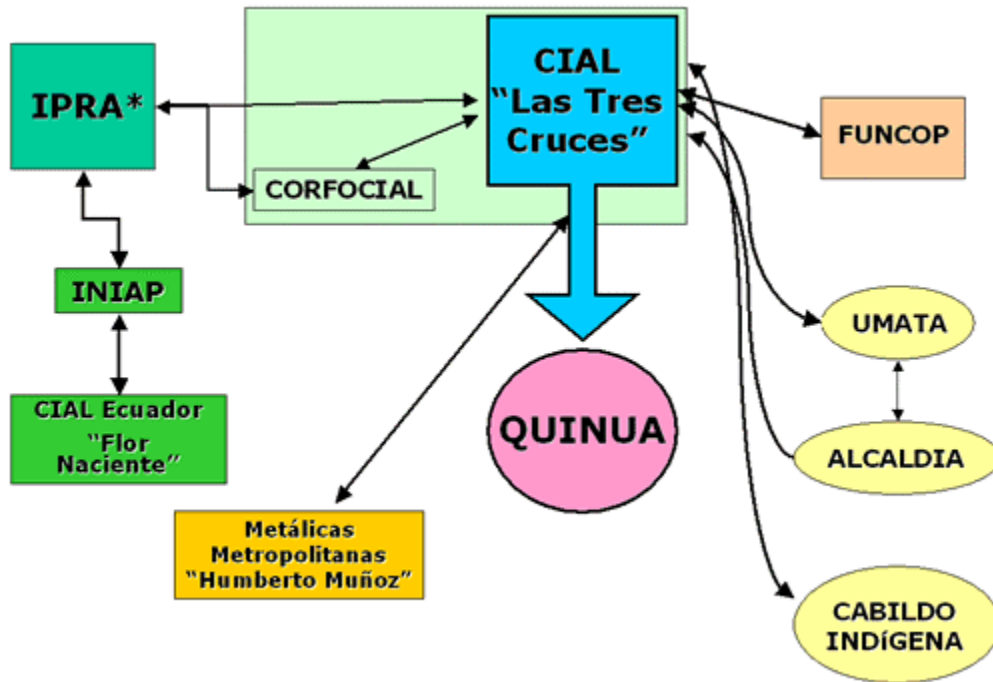 CIAL
“Las Tres
Cruces”
IPRA*
FUNCOP
CORFOCIAL
INIAP
UMATA
CIAL Ecuador
“Flor
Naciente”
QUINUA
ALCALDIA
Metálicas
Metropolitanas
“Humberto Muñoz”
CABILDO
INDíGENA